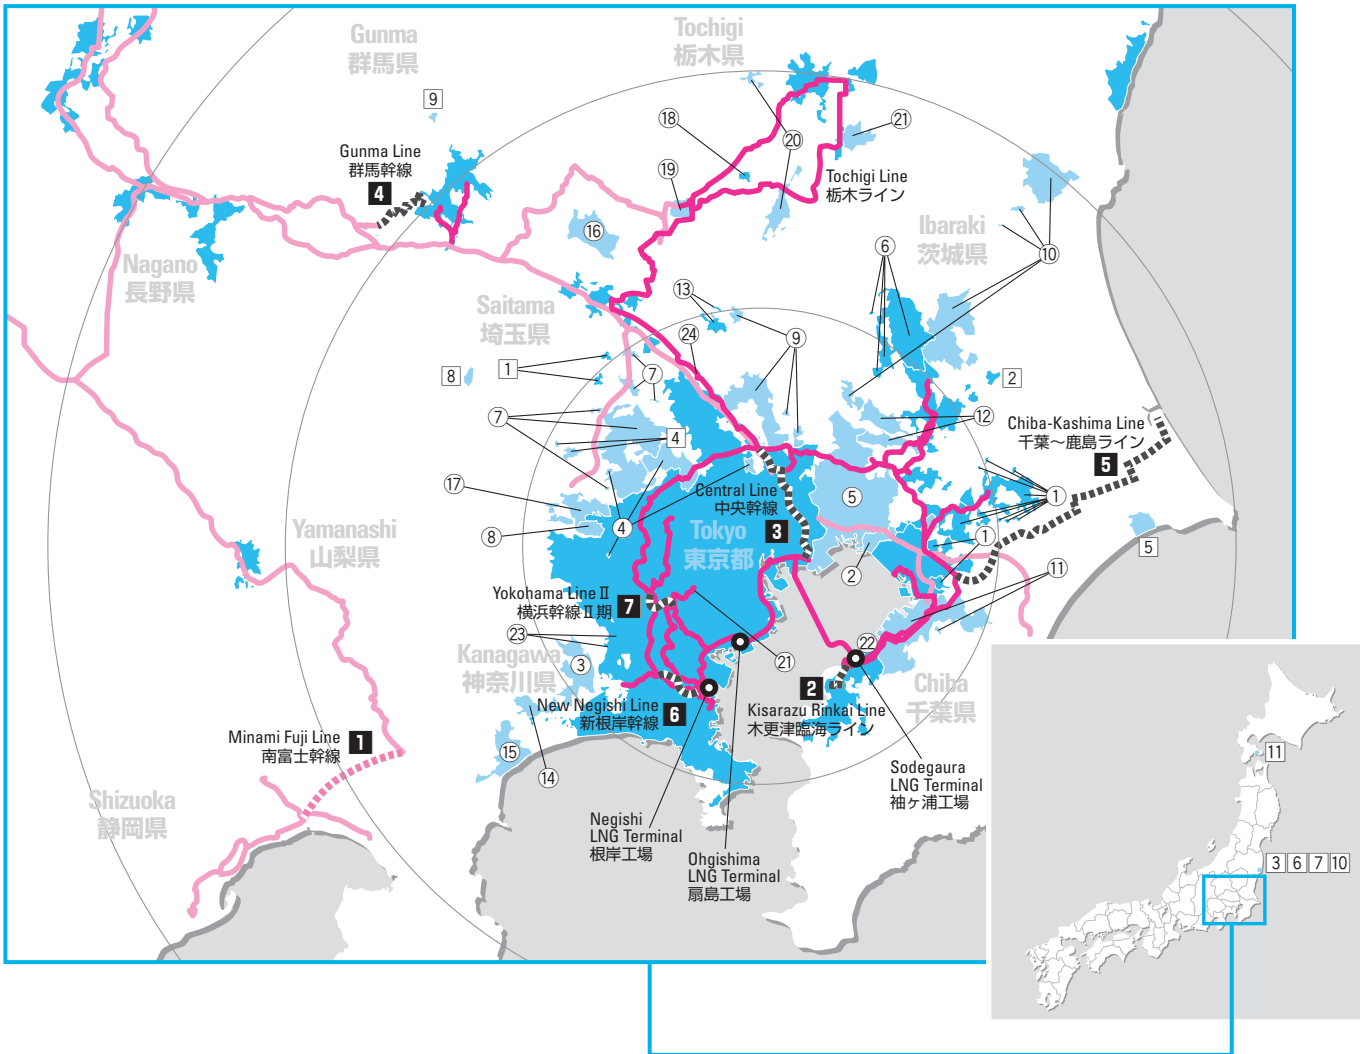 Gunma
群馬県
Tochigi
栃木県
9
18
20
21
Gunma Line
群馬幹線
4
19
Tochigi Line
栃木ライン
16
Ibaraki
茨城県
6
10
Nagano
長野県
Saitama
埼玉県
13
24
9
1
8
7
2
7
4
12
Chiba-Kashima Line
千葉〜鹿島ライン
5
17
Central Line
中央幹線
3
5
1
8
4
Tokyo
東京都
1
5
Yamanashi
山梨県
2
11
Yokohama Line II
横浜幹線II期
7
23
Kanagawa
神奈川県
3
21
22
2
Chiba
千葉県
New Negishi Line
新根岸幹線
6
Kisarazu Rinkai Line
木更津臨海ライン
Minami Fuji Line
南富士幹線
1
15
14
Sodegaura
LNG Terminal
袖ヶ浦工場
11
Shizuoka
静岡県
Negishi
LNG Terminal
根岸工場
Ohgishima
LNG Terminal
扇島工場
3 6 7 10